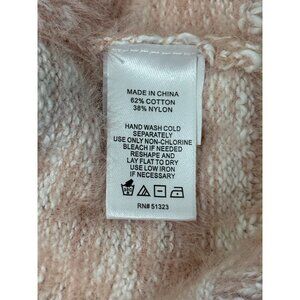 MADE IN CHINA
62% COTTON
38% NYLON
HAND WASH COLD
SEPARATELY
USE ONLY NON-CHLORINE
BLEACH IF NEEDED
RESHAPE AND
LAY FLAT TO DRY
USE LOW IRON
IF NECESSARY
RN# 51323